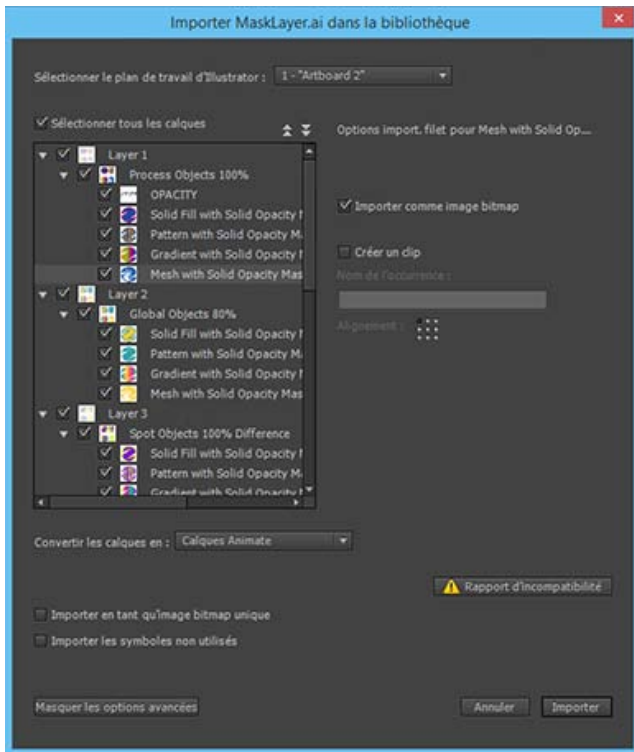 Importer MaskLayer.ai dans la bibliothèque
Sélectionner le plan de travail d'Illustrator :
1 - "Artboard 2"
Sélectionner tous les calques
Options import. filet pour Mesh with Solid Op...
Layer 1
Process Objects 100%
OPACITY
Solid Fill with Solid Opacity
Pattern with Solid Opacity M
Gradient with Solid Opacity
Mesh with Solid Opacity Mas
Layer 2
Global Objects 80%
Solid Fill with Solid Opacity
Pattern with Solid Opacity M
Gradient with Solid Opacity
Mesh with Solid Opacity Mas
Layer 3
Spot Objects 100% Difference
Solid Fill with Solid Opacity
Pattern with Solid Opacity M
Gradient with Solid Opacity
Importer comme image bitmap
Créer un clip
Nom de l'occurrence :
Alignement :
Convertir les calques en :
Calques Animate
Rapport d'incompatibilité
Importer en tant qu'image bitmap unique
Importer les symboles non utilisés
Masquer les options avancées
Annuler
Importer